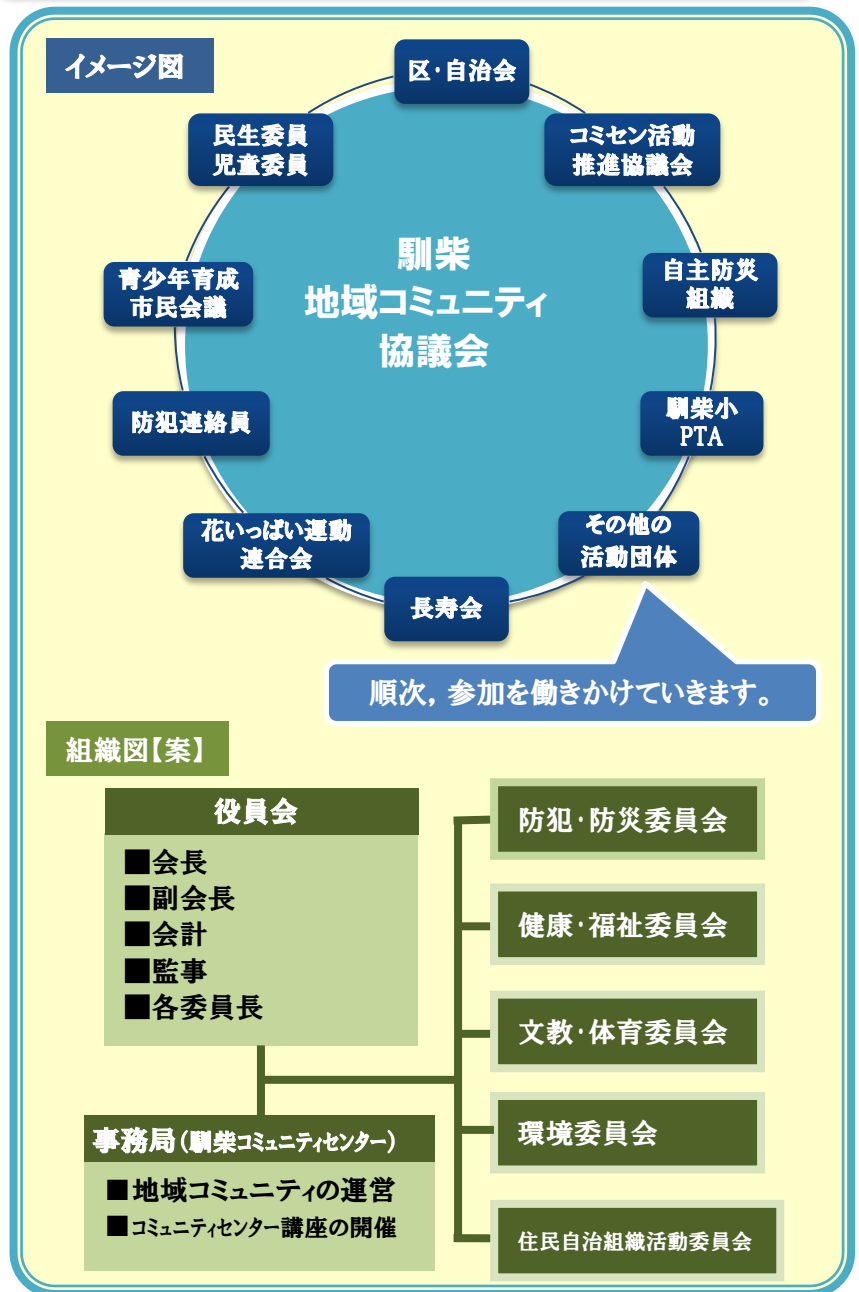 イメージ図
区・自治会
民生委員
児童委員
コミセン活動
推進協議会
馴柴
地域コミュニティ
協議会
青少年育成
市民会議
自主防災
組織
防犯連絡員
馴柴小
PTA
花いっぱい運動
連合会
その他の
活動団体
長寿会
順次，参加を働きかけていきます。
組織図【案】
役員会
■会長
■副会長
■会計
■監事
■各委員長
事務局（馴柴コミュニティセンター）
■地域コミュニティの運営
■コミュニティセンター講座の開催
防犯・防災委員会
健康・福祉委員会
文教・体育委員会
環境委員会
住民自治組織活動委員会